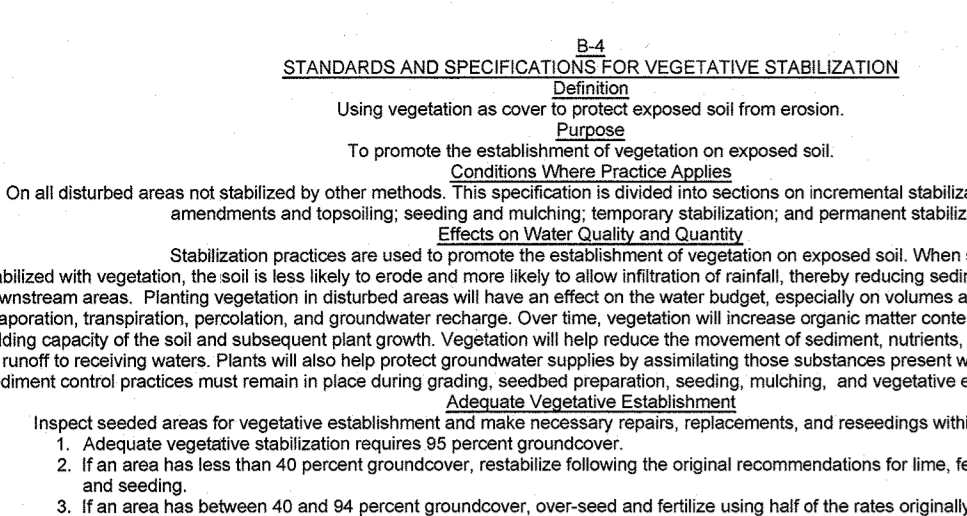 B-4
STANDARDS AND SPECIFICATIONS FOR VEGETATIVE STABILIZATION
Definition
Using vegetation as cover to protect exposed soil from erosion.
Purpose
To promote the establishment of vegetation on exposed soil.
Conditions Where Practice Applies
On all disturbed areas not stabilized by other methods. This specification is divided into sections on incremental
amendments and topsoiling; seeding and mulching; temporary stabilization; and permanent
Effects on Water Quality and Quantity
Stabilization practices are used to promote the establishment of vegetation on exposed soil. When
with vegetation, the soil is less likely to erode and more likely to allow infiltration of rainfall, thereby reducing
areas. Planting vegetation in disturbed areas will have an effect on the water budget, especially on volumes
transpiration, percolation, and groundwater recharge. Over time, vegetation will increase organic matter
capacity of the soil and subsequent plant growth. Vegetation will help reduce the movement of sediment, nutrients,
runoff to receiving waters. Plants will also help protect groundwater supplies by assimilating those substances present
control practices must remain in place during grading, seedbed preparation, seeding, mulching, and vegetative
Adequate Vegetative Establishment
Inspect seeded areas for vegetative establishment and make necessary repairs, replacements, and reseedings
1. Adequate vegetative stabilization requires 95 percent groundcover.
2. If an area has less than 40 percent groundcover, restabilize following the original recommendations for lime,
and seeding.
3. If an area has between 40 and 94 percent groundcover, over-seed and fertilize using half of the rates originally